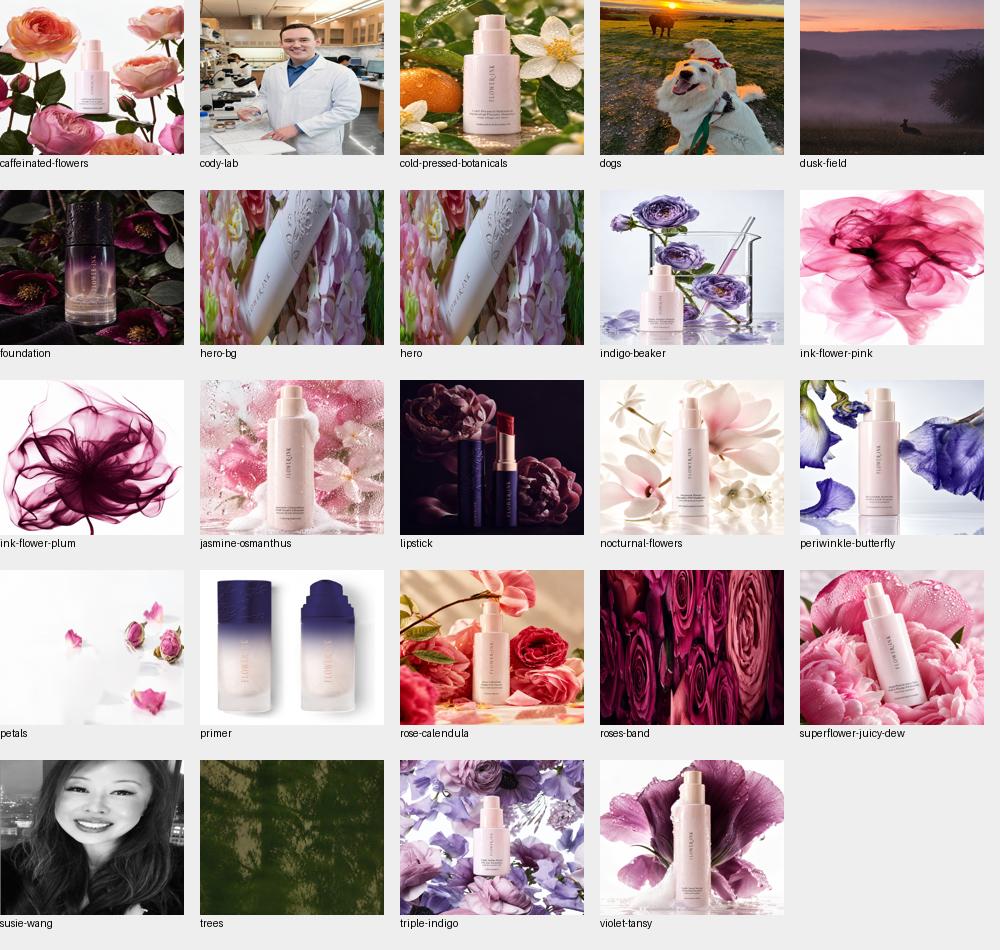 caffeinated-flowers
cody-lab
cold-pressed-botanicals
dogs
dusk-field
foundation
hero-bg
hero
indigo-beaker
ink-flower-pink
ink-flower-plum
jasmine-osmanthus
lipstick
nocturnal-flowers
periwinkle-butterfly
petals
primer
rose-calendula
roses-band
superflower-juicy-dew
susie-wang
trees
triple-indigo
violet-tansy